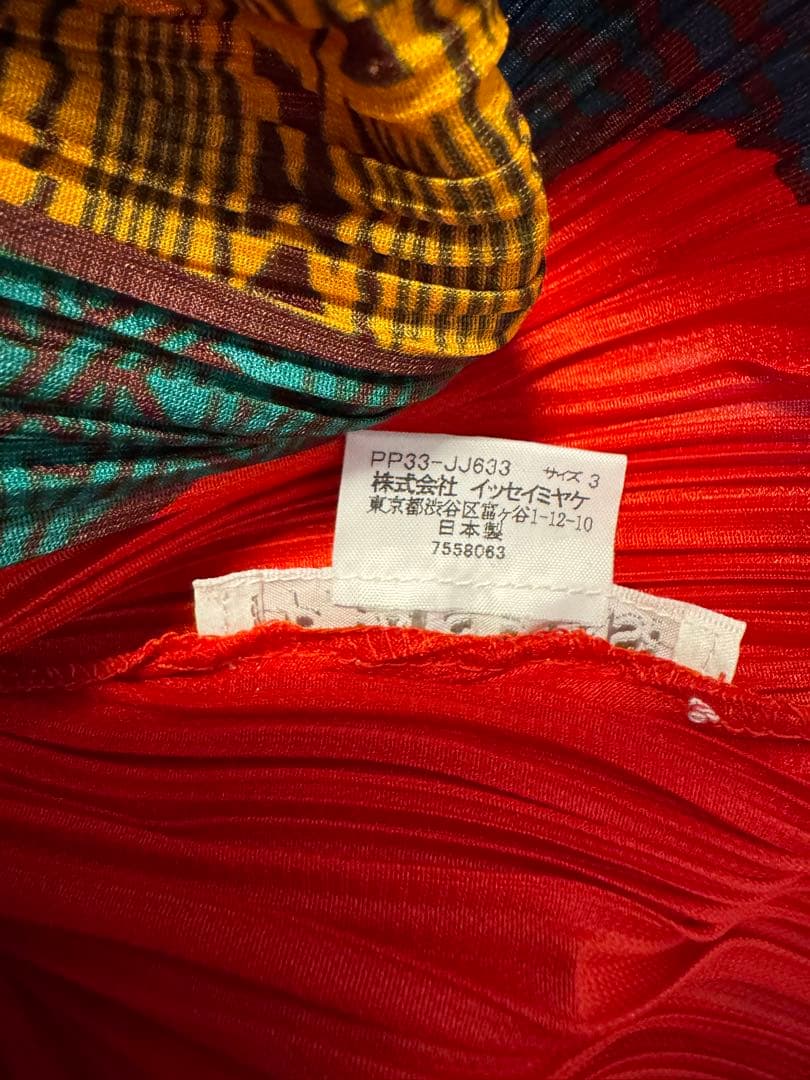 PP33-JJ633 サイズ 3
株式会社 イッセイミヤケ
東京都渋谷区富ヶ谷1-12-10
日本製
7558063